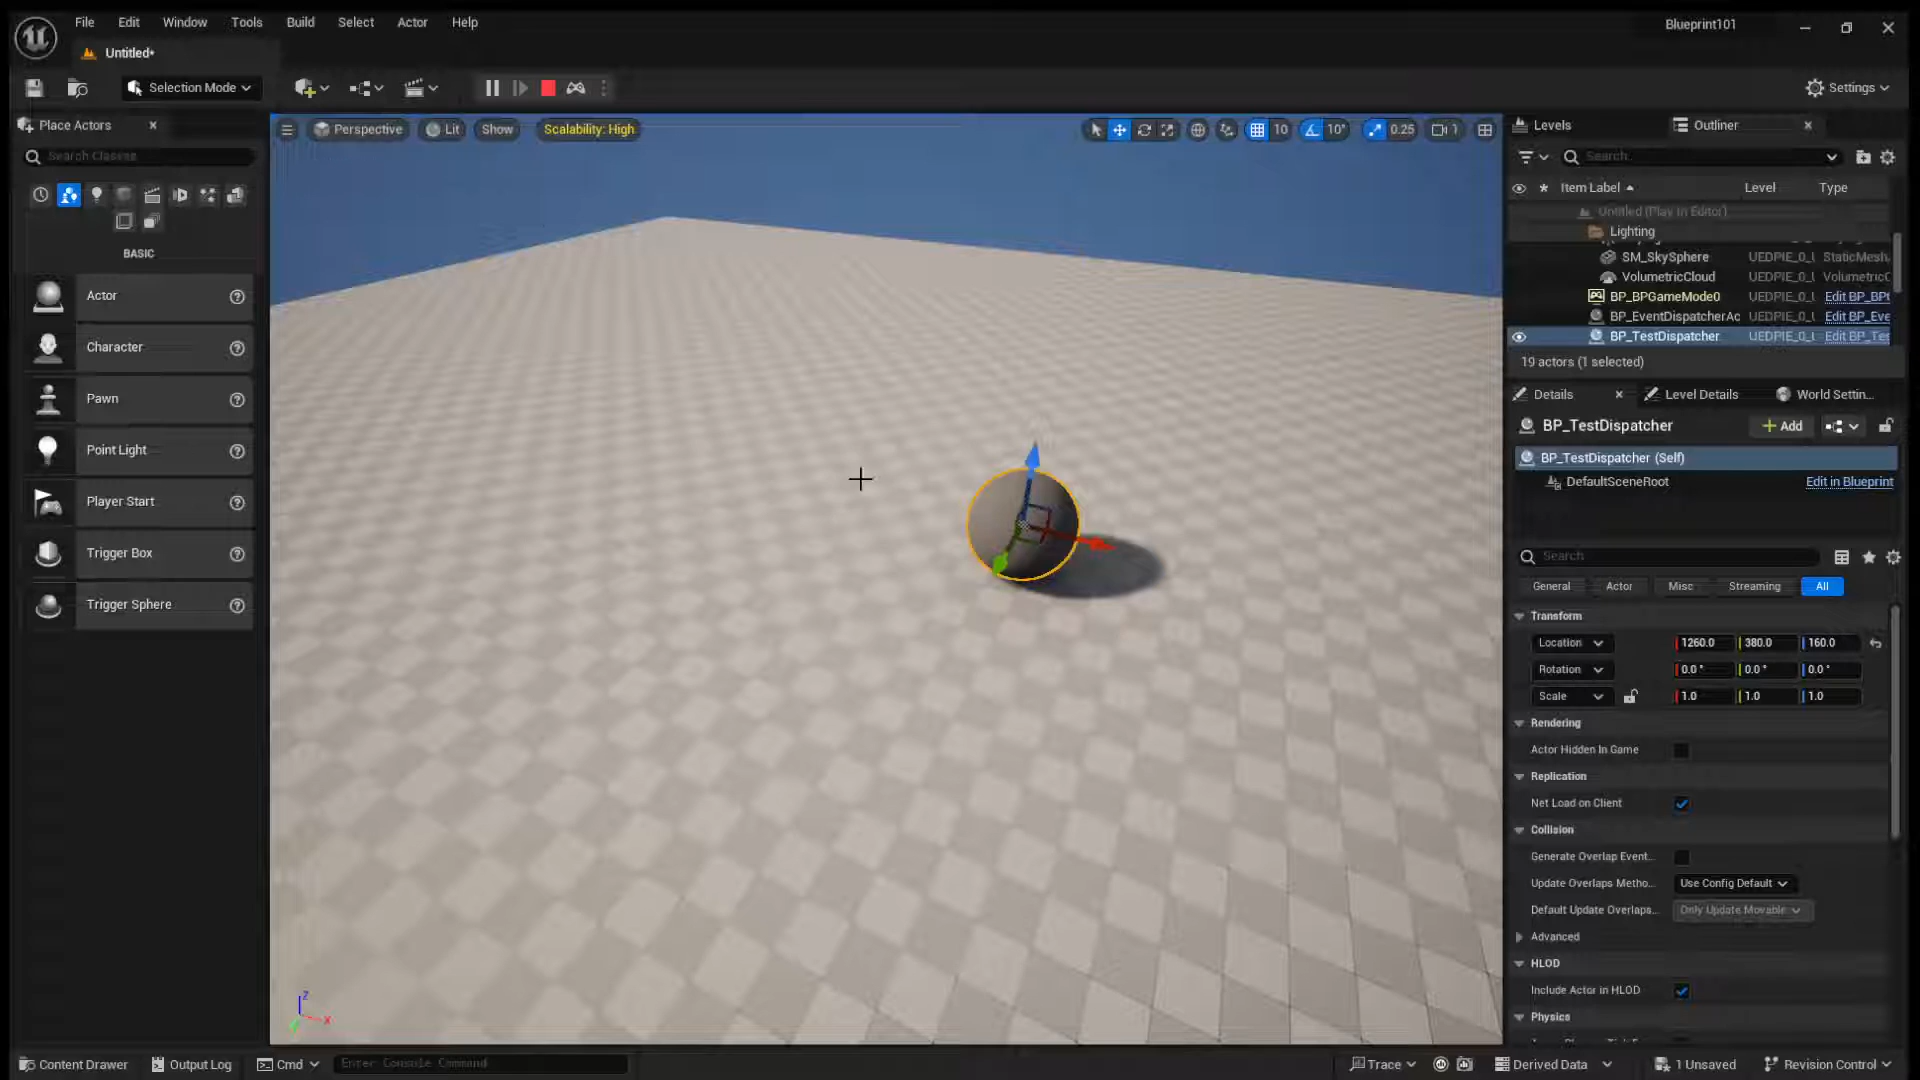 File Edit Window Tools Build Select Actor Help
Blueprint101
Untitled*
Selection Mode
Settings
Place Actors
Search Classes
BASIC
Actor
Character
Pawn
Point Light
Player Start
Trigger Box
Trigger Sphere
Perspective Lit Show Scalability: High
10 10° 0.25 1
Levels Outliner
Search...
Item Label Level Type
Untitled (Play In Editor)
Lighting
SM_SkySphere UEDPIE_0_U StaticMesh
VolumetricCloud UEDPIE_0_U VolumetricC
BP_BPGameMode0 UEDPIE_0_U Edit BP_BP
BP_EventDispatcherAc UEDPIE_0_U Edit BP_Eve
BP_TestDispatcher UEDPIE_0_U Edit BP_Tes
19 actors (1 selected)
Details Level Details World Settin...
BP_TestDispatcher Add
BP_TestDispatcher (Self)
DefaultSceneRoot Edit in Blueprint
Search
General Actor Misc Streaming All
Transform
Location 1260.0 380.0 160.0
Rotation 0.0° 0.0° 0.0°
Scale 1.0 1.0 1.0
Rendering
Actor Hidden In Game
Replication
Net Load on Client
Collision
Generate Overlap Event...
Update Overlaps Metho... Use Config Default
Default Update Overlaps... Only Update Movable
Advanced
HLOD
Include Actor in HLOD
Physics
Z
X
Content Drawer Output Log Cmd Enter Console Command
Trace Derived Data 1 Unsaved Revision Control